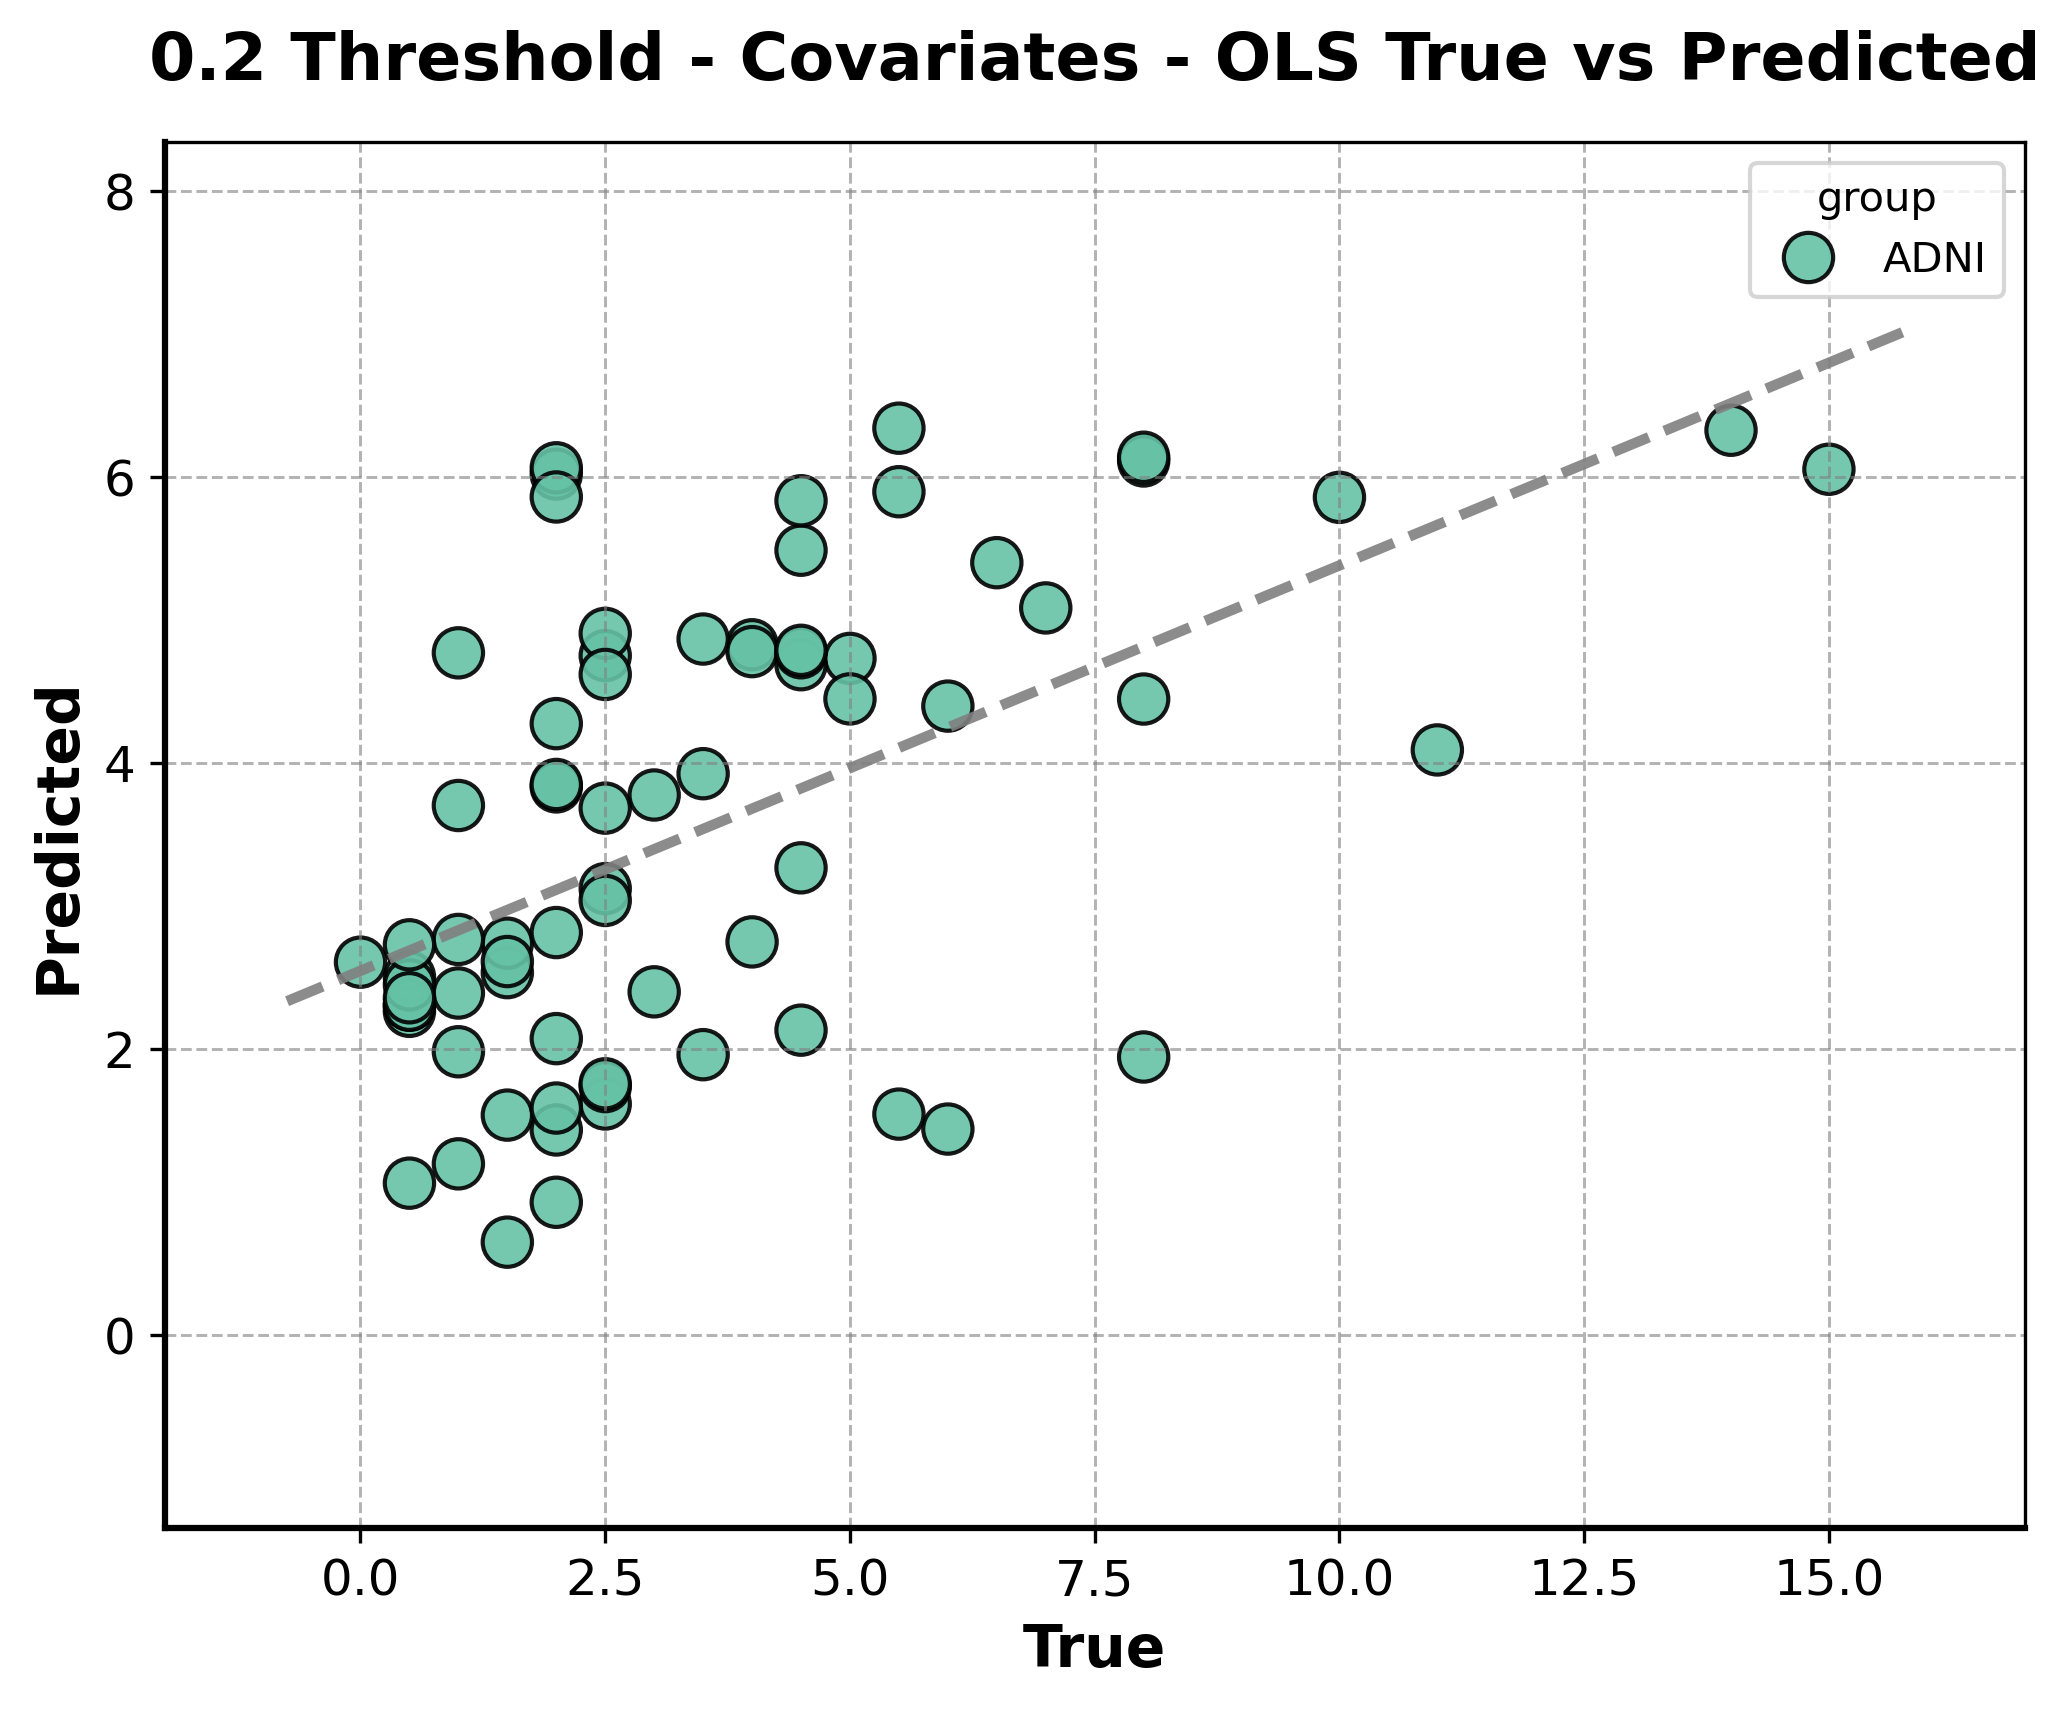 0.2 Threshold - Covariates - OLS True vs Predicted
group
ADNI
8
6
4
2
0
Predicted
0.0 2.5 5.0 7.5 10.0 12.5 15.0
True